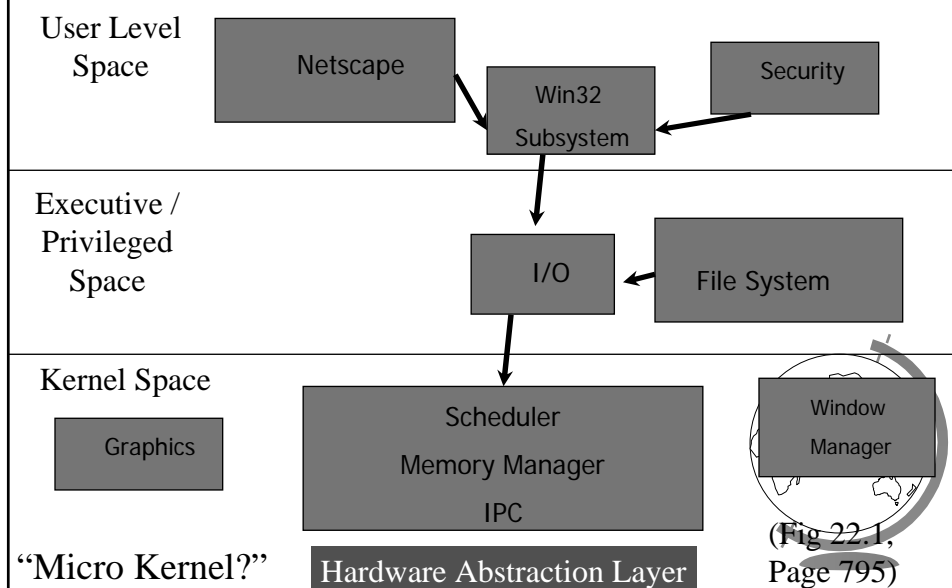 User Level
Space
Netscape
Win32
Subsystem
Security
Executive /
Privileged
Space
I/O
File System
Kernel Space
Graphics
Scheduler
Memory Manager
IPC
Window
Manager
“Micro Kernel?”
Hardware Abstraction Layer
(Fig 22.1,
Page 795)